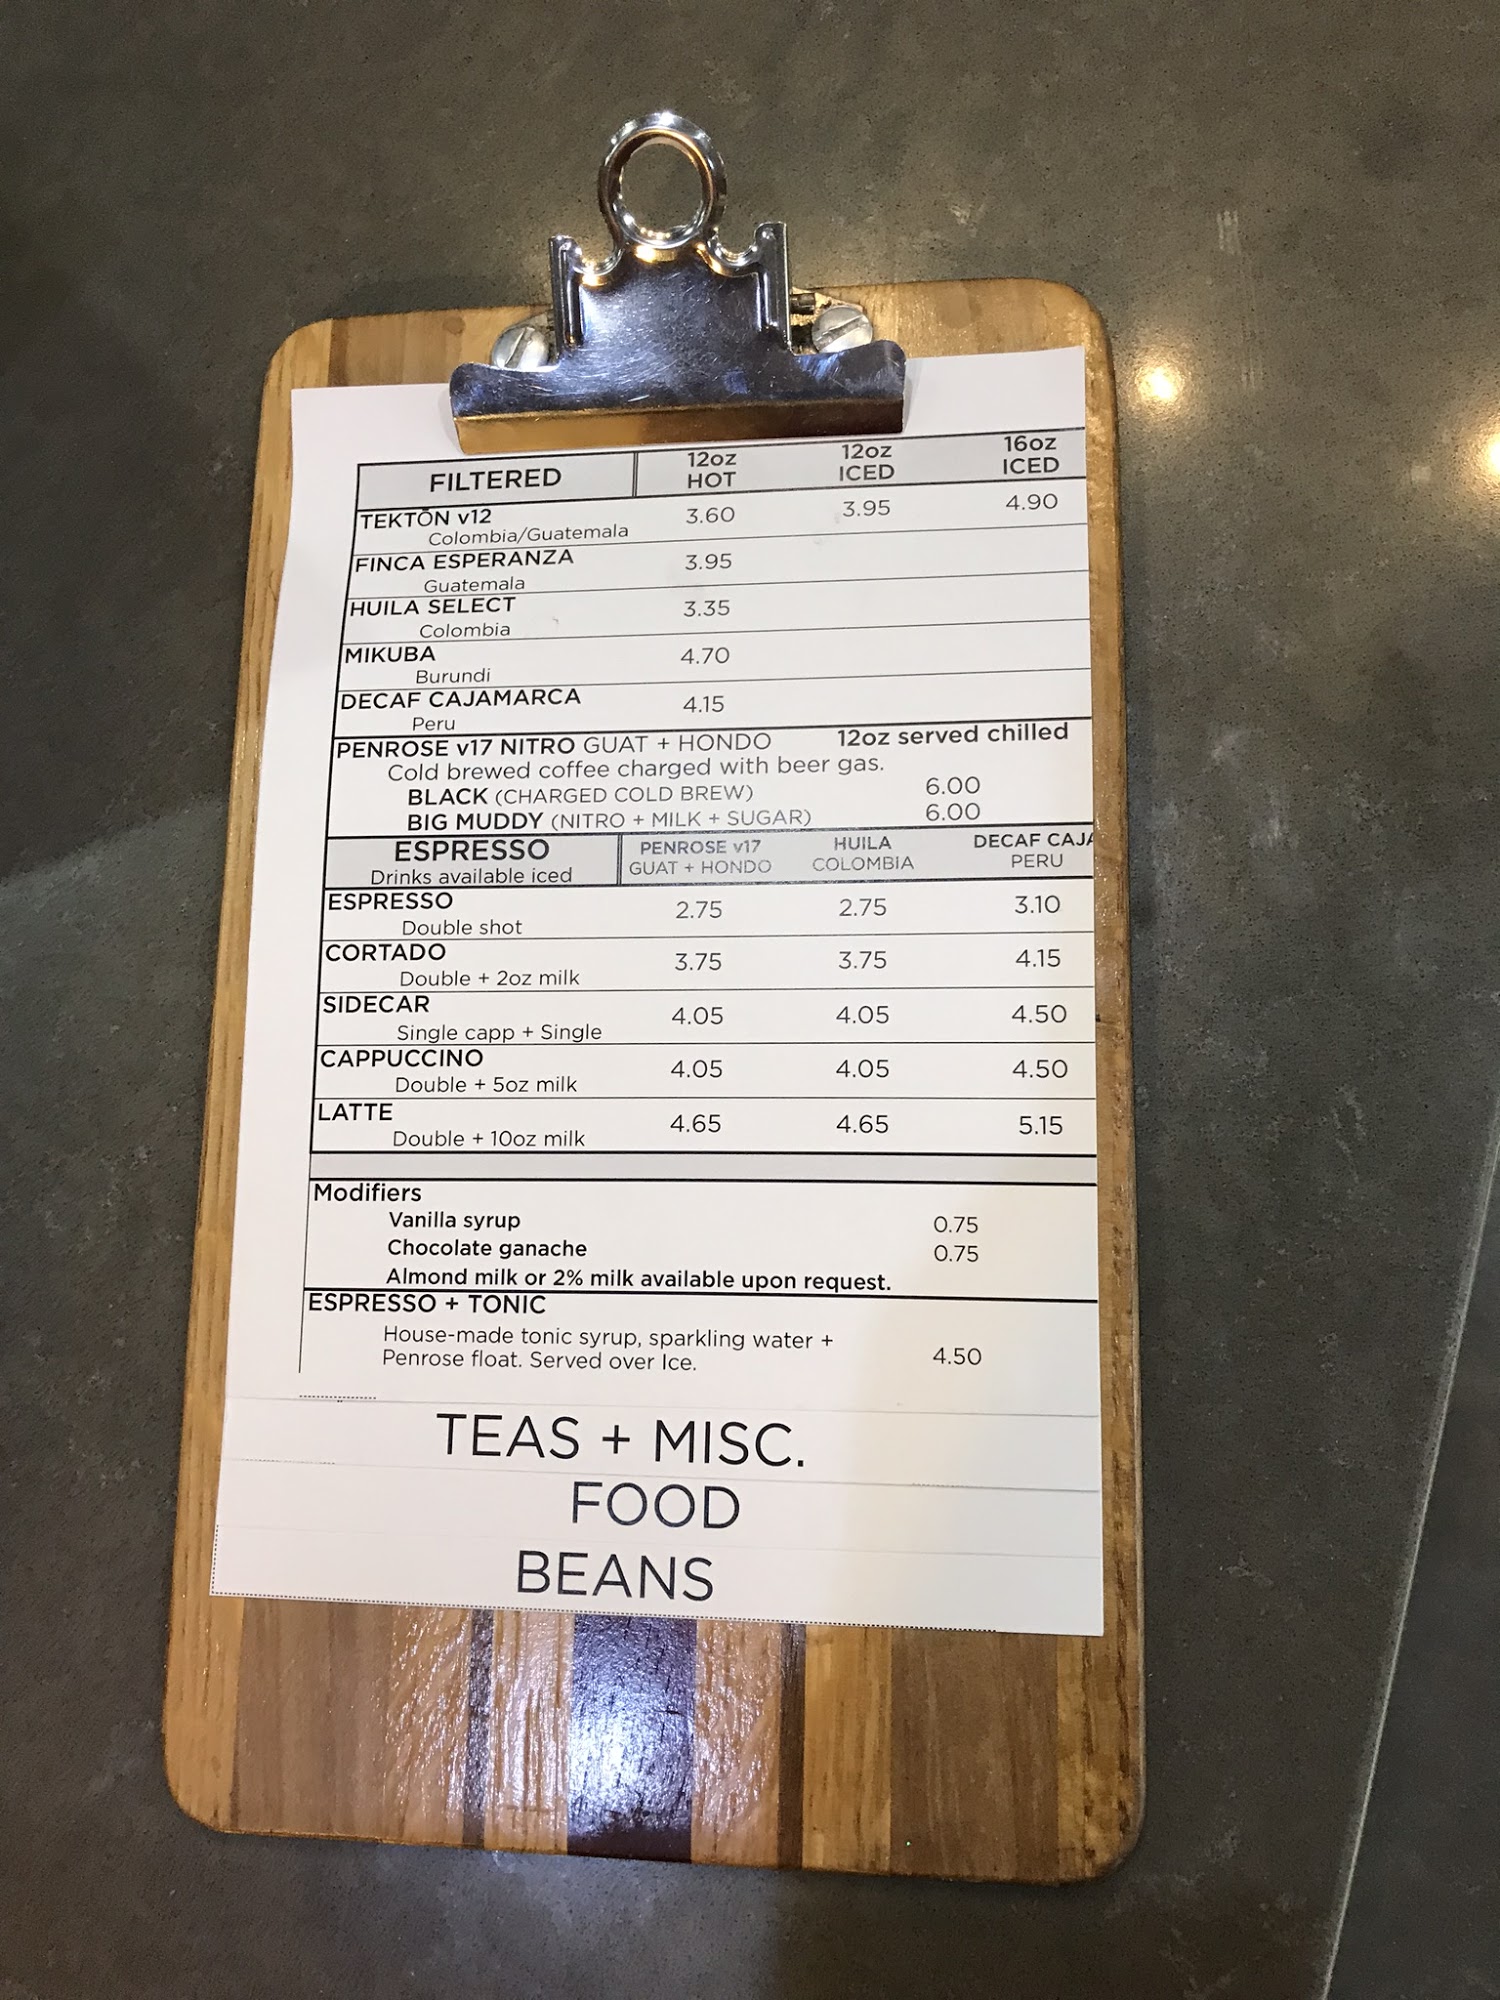 FILTERED 12oz HOT 12oz ICED 16oz ICED
TEKTŌN v12 3.60 3.95 4.90
Colombia/Guatemala
FINCA ESPERANZA 3.95
Guatemala
HUILA SELECT 3.35
Colombia
MIKUBA 4.70
Burundi
DECAF CAJAMARCA 4.15
Peru
PENROSE v17 NITRO GUAT + HONDO 12oz served chilled
Cold brewed coffee charged with beer gas.
BLACK (CHARGED COLD BREW) 6.00
BIG MUDDY (NITRO + MILK + SUGAR) 6.00
ESPRESSO PENROSE v17 HUILA DECAF CAJA
Drinks available iced GUAT + HONDO COLOMBIA PERU
ESPRESSO 2.75 2.75 3.10
Double shot
CORTADO 3.75 3.75 4.15
Double + 2oz milk
SIDECAR 4.05 4.05 4.50
Single capp + Single
CAPPUCCINO 4.05 4.05 4.50
Double + 5oz milk
LATTE 4.65 4.65 5.15
Double + 10oz milk
Modifiers
Vanilla syrup 0.75
Chocolate ganache 0.75
Almond milk or 2% milk available upon request.
ESPRESSO + TONIC
House-made tonic syrup, sparkling water +
Penrose float. Served over Ice. 4.50
TEAS + MISC.
FOOD
BEANS